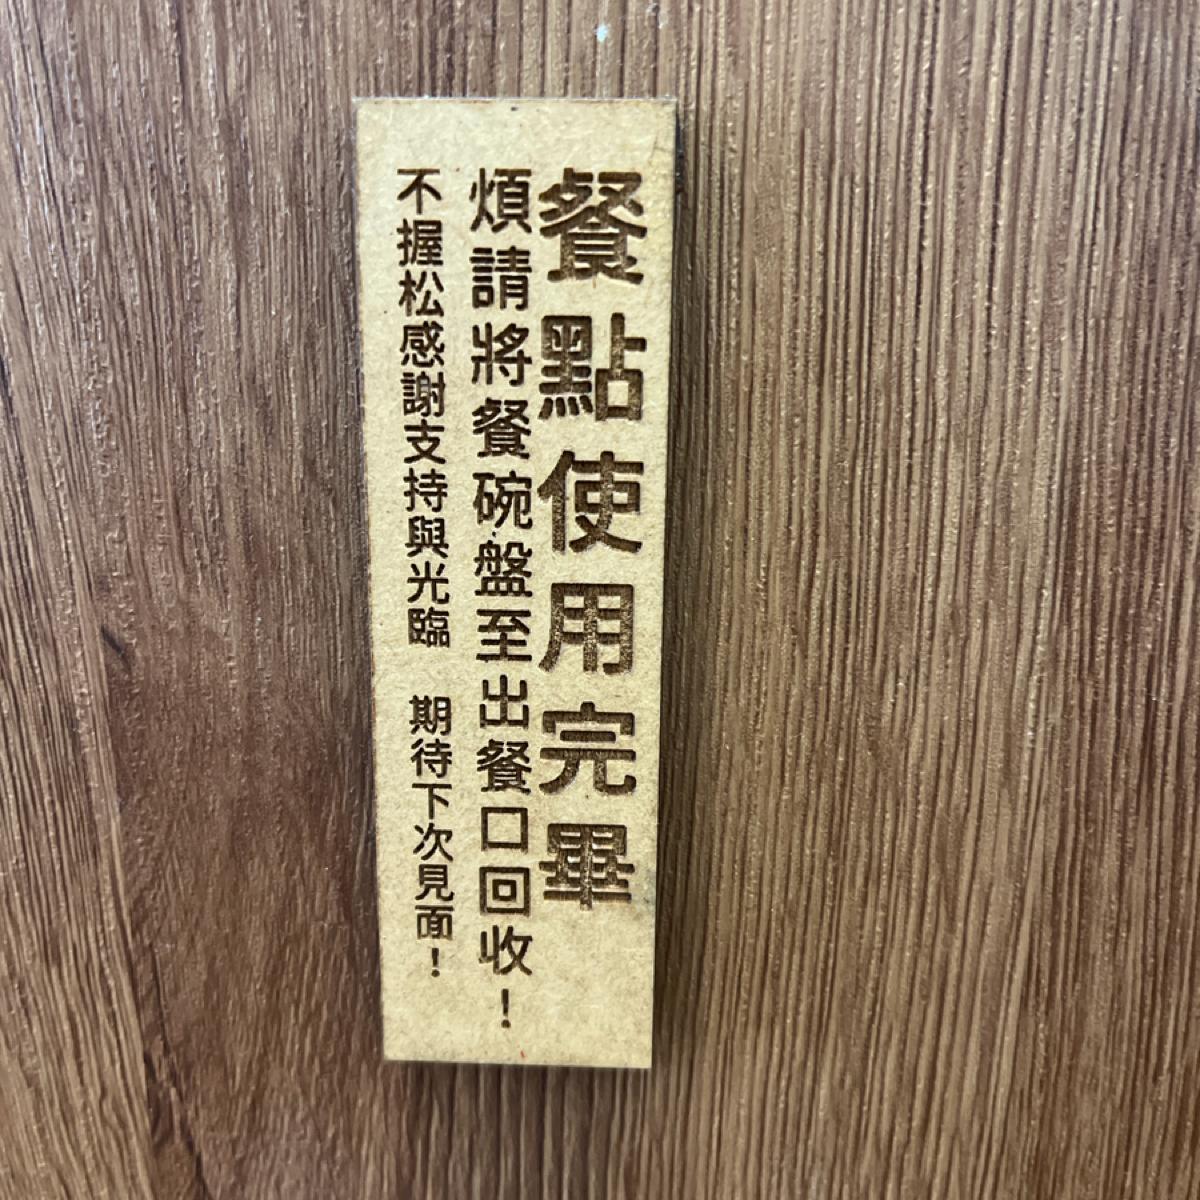 餐點使用完畢
煩請將餐碗盤至出餐口回收！
不握松感謝支持與光臨　期待下次見面！